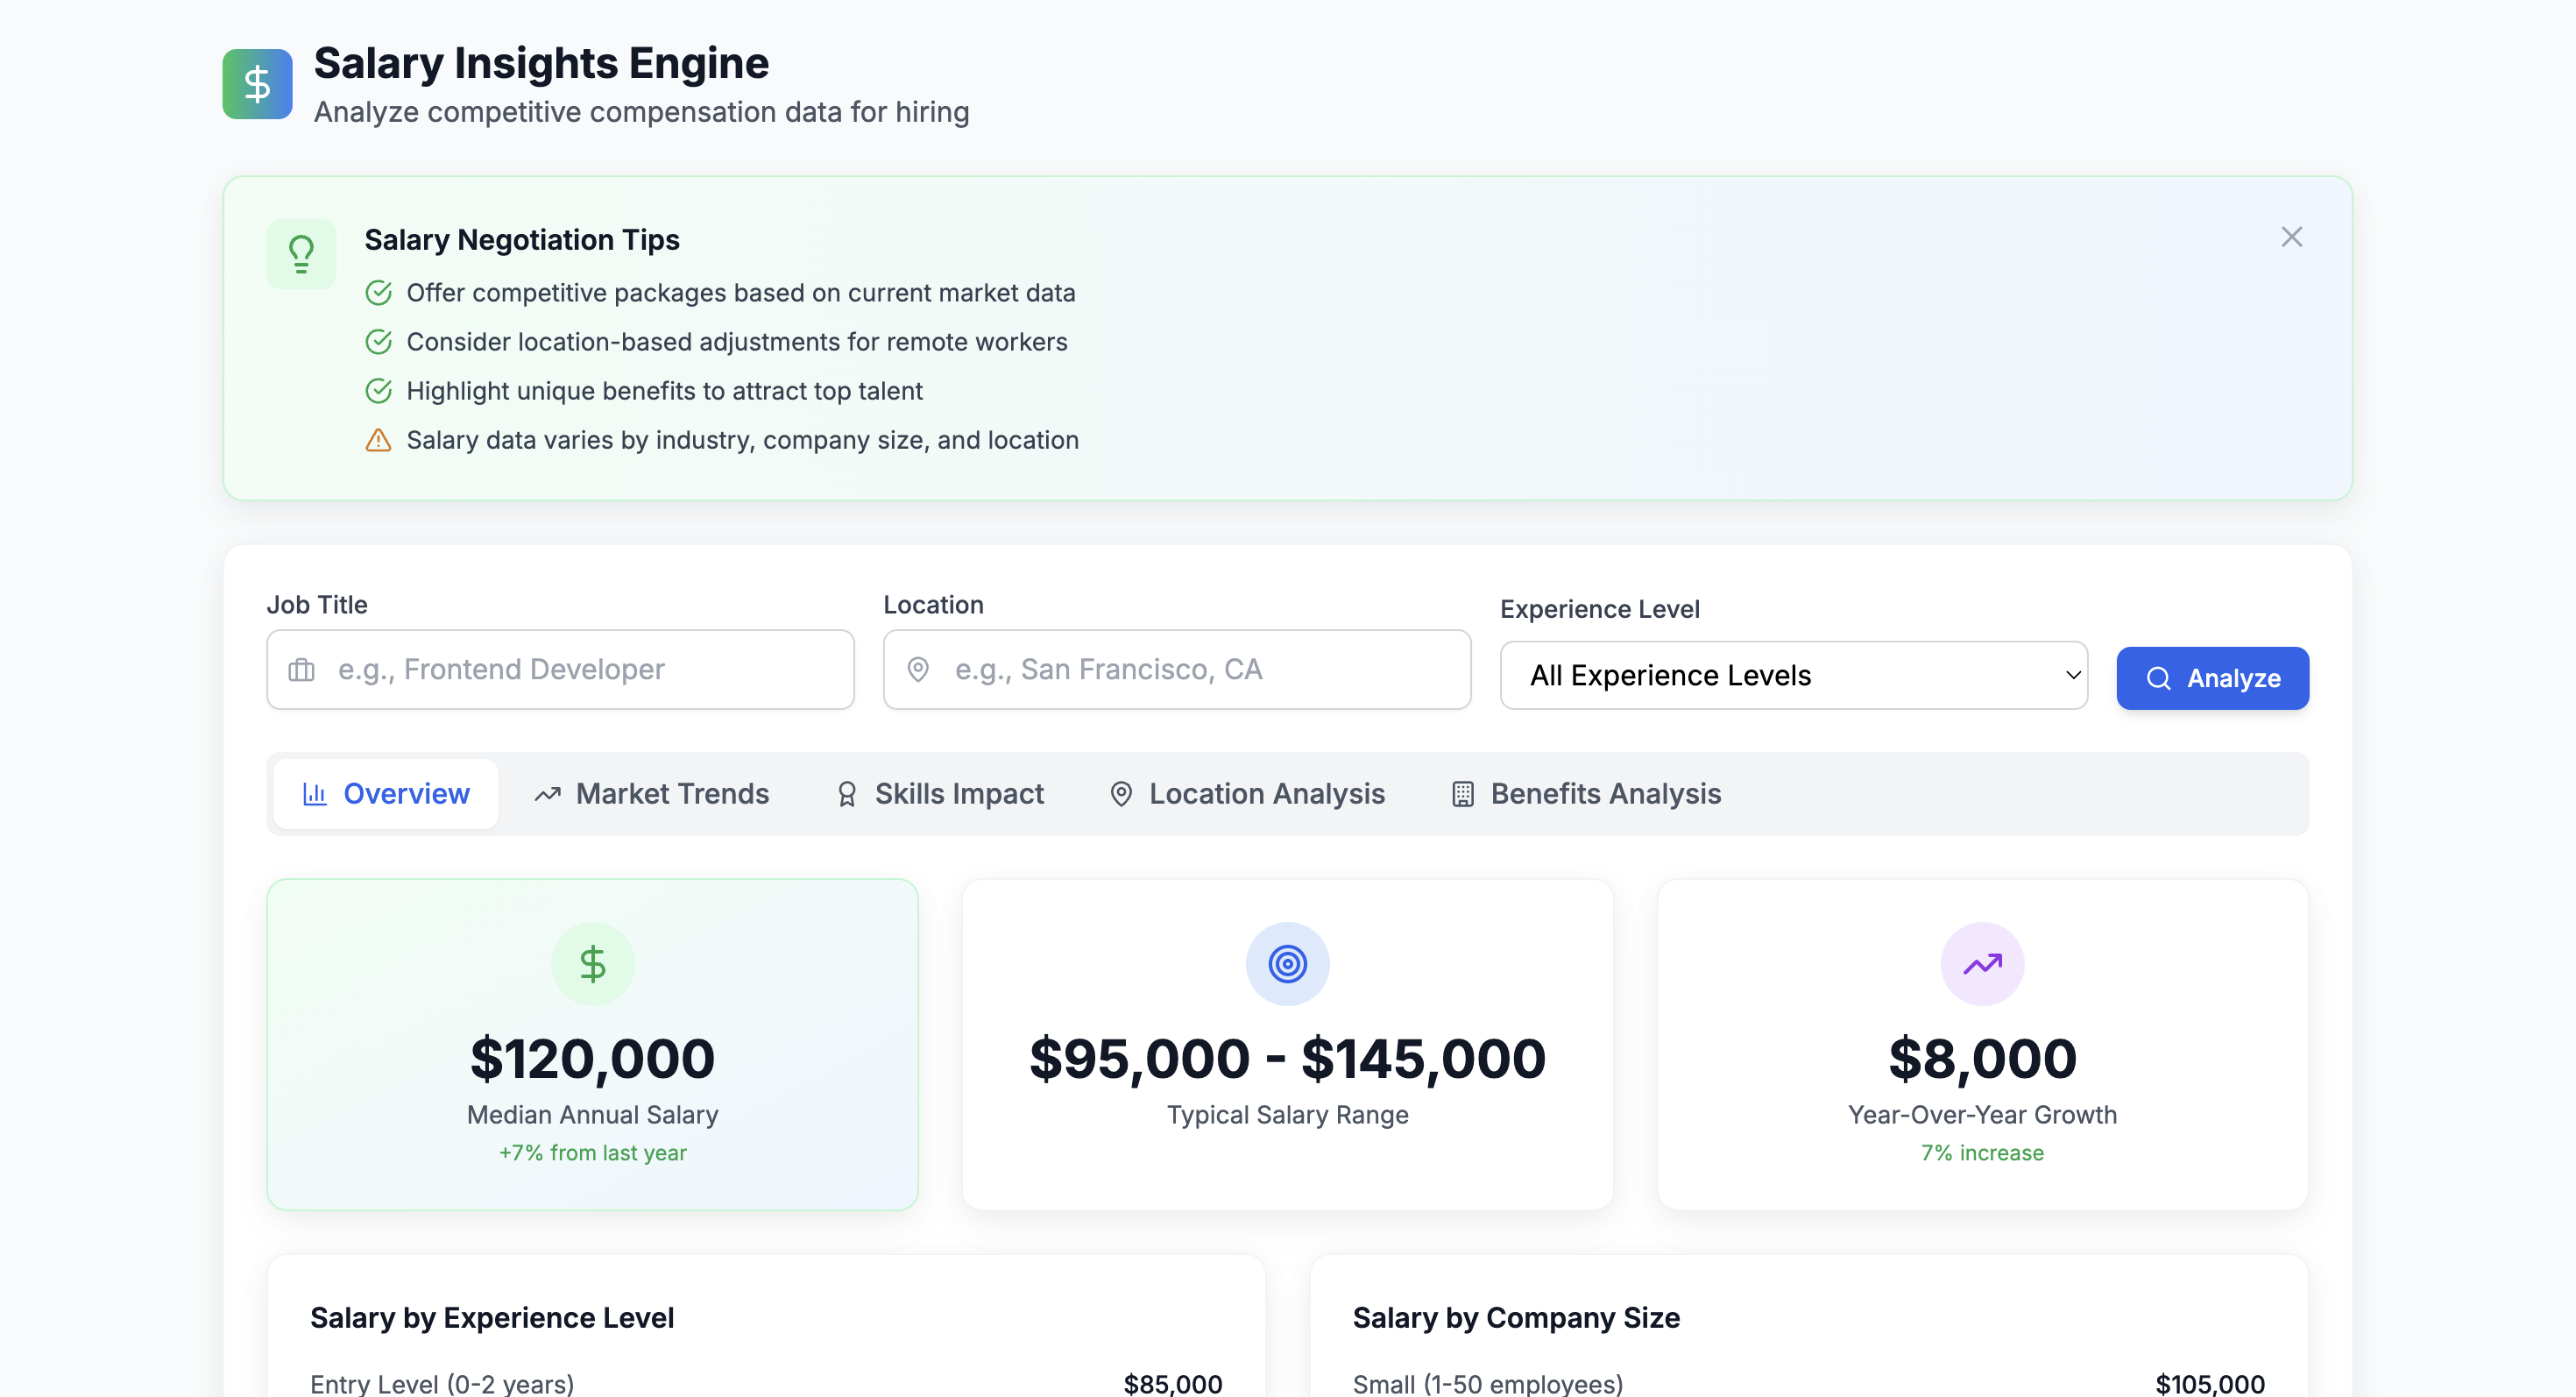 Salary Insights Engine
Analyze competitive compensation data for hiring
Salary Negotiation Tips
Offer competitive packages based on current market data
Consider location-based adjustments for remote workers
Highlight unique benefits to attract top talent
Salary data varies by industry, company size, and location
Job Title
Location
Experience Level
e.g., Frontend Developer
e.g., San Francisco, CA
All Experience Levels
Analyze
Overview
Market Trends
Skills Impact
Location Analysis
Benefits Analysis
$120,000
Median Annual Salary
+7% from last year
$95,000 - $145,000
Typical Salary Range
$8,000
Year-Over-Year Growth
7% increase
Salary by Experience Level
Entry Level (0-2 years) $85,000
Salary by Company Size
Small (1-50 employees) $105,000